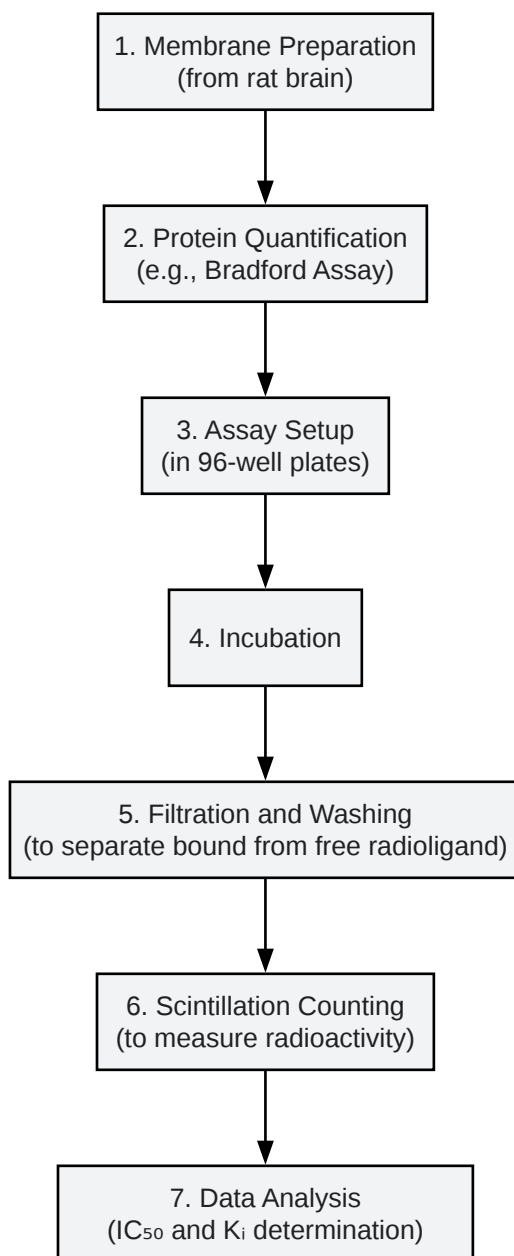 1. Membrane Preparation
(from rat brain)
2. Protein Quantification
(e.g., Bradford Assay)
3. Assay Setup
(in 96-well plates)
4. Incubation
5. Filtration and Washing
(to separate bound from free radioligand)
6. Scintillation Counting
(to measure radioactivity)
7. Data Analysis
(IC₅₀ and Kᵢ determination)